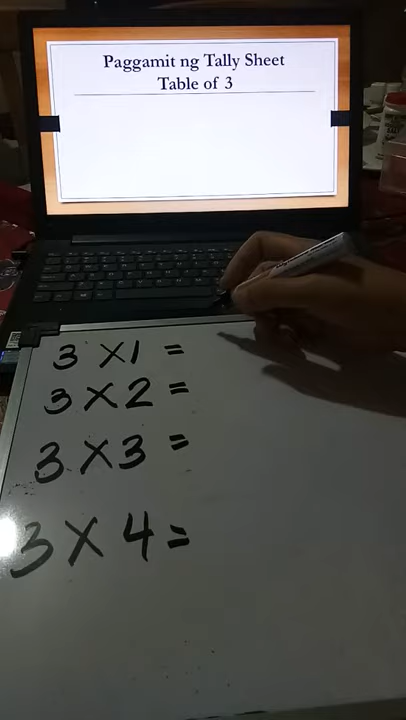 Paggamit ng Tally Sheet
Table of 3
3 X 1 =
3 X 2 =
3 X 3 =
3 X 4 =